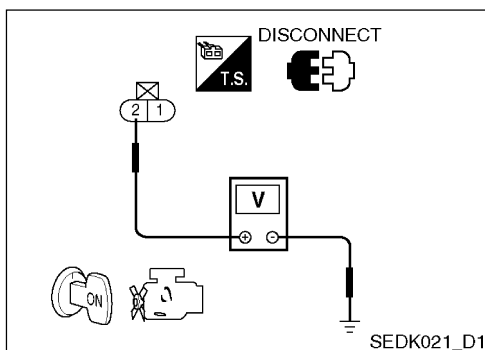 DISCONNECT
T.S.
2 1
V
+ -
ON
SEDK021_D1